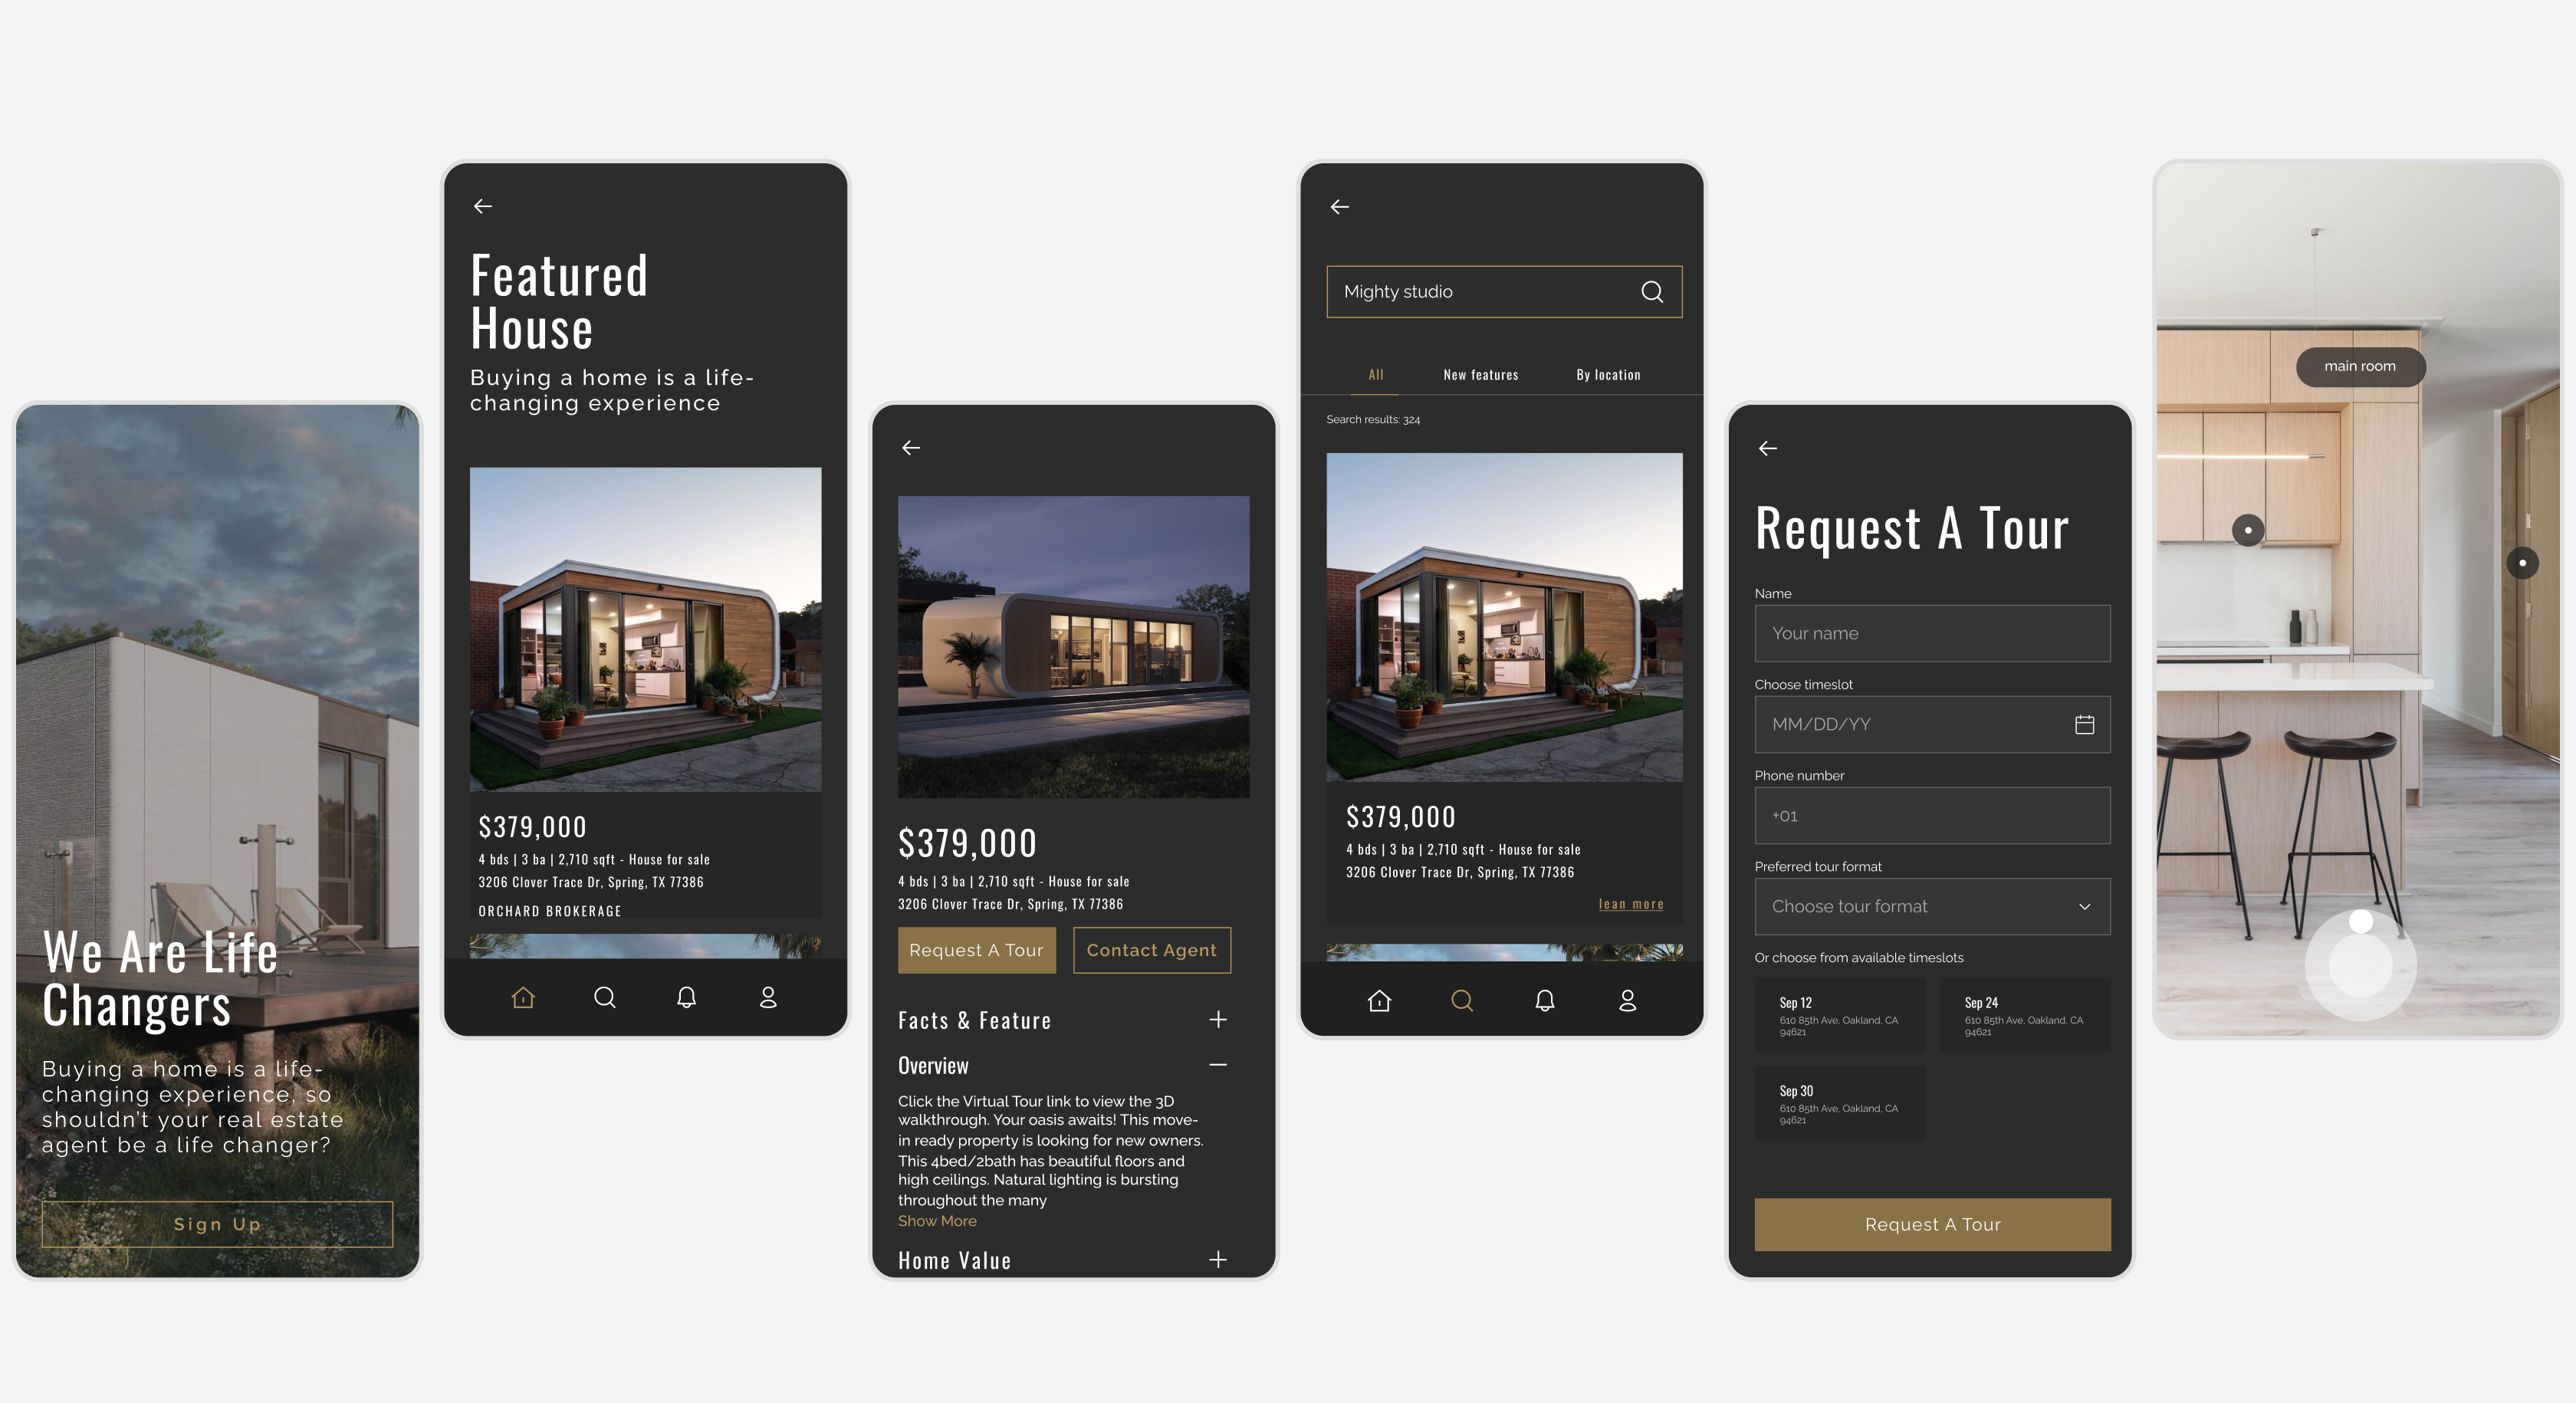 We Are Life
Changers
Buying a home is a life-
changing experience, so
shouldn't your real estate
agent be a life changer?
Sign Up
Featured
House
Buying a home is a life-
changing experience
$379,000
4 bds | 3 ba | 2,710 sqft - House for sale
3206 Clover Trace Dr, Spring, TX 77386
ORCHARD BROKERAGE
$379,000
4 bds | 3 ba | 2,710 sqft - House for sale
3206 Clover Trace Dr, Spring, TX 77386
Request A Tour
Contact Agent
Facts & Feature
Overview
Click the Virtual Tour link to view the 3D
walkthrough. Your oasis awaits! This move-
in ready property is looking for new owners.
This 4bed/2bath has beautiful floors and
high ceilings. Natural lighting is bursting
throughout the many
Show More
Home Value
Mighty studio
All
New features
By location
Search results: 324
$379,000
4 bds | 3 ba | 2,710 sqft - House for sale
3206 Clover Trace Dr, Spring, TX 77386
lean more
Request A Tour
Name
Your name
Choose timeslot
MM/DD/YY
Phone number
+01
Preferred tour format
Choose tour format
Or choose from available timeslots
Sep 12
610 85th Ave, Oakland, CA
94621
Sep 24
610 85th Ave, Oakland, CA
94621
Sep 30
610 85th Ave, Oakland, CA
94621
Request A Tour
main room